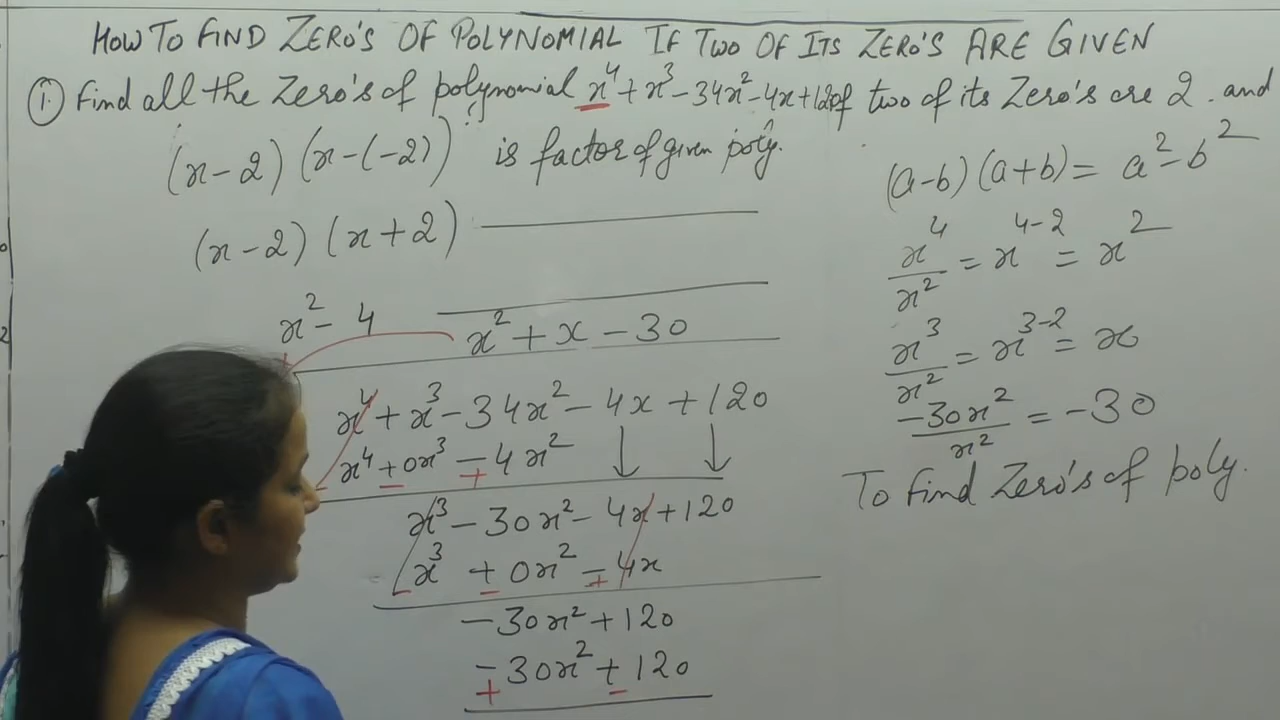 HOW TO FIND ZERO'S OF POLYNOMIAL IF TWO OF ITS ZERO'S ARE GIVEN
① Find all the Zero's of polynomial x⁴ + x³ - 34x² - 4x + 120 if two of its Zero's are 2 and
(x-2) (x-(-2)) is factor of given poly.
(x-2) (x+2)
x² - 4
x² + x - 30
x⁴ + x³ - 34x² - 4x + 120
x⁴ + 0x³ - 4x²
- +
x³ - 30x² - 4x + 120
x³ + 0x² - 4x
- - +
-30x² + 120
-30x² + 120
+ -
(a-b) (a+b) = a² - b²
x⁴/x² = x⁴⁻² = x²
x³/x² = x³⁻² = x
-30x²/x² = -30
To Find Zero's of poly.